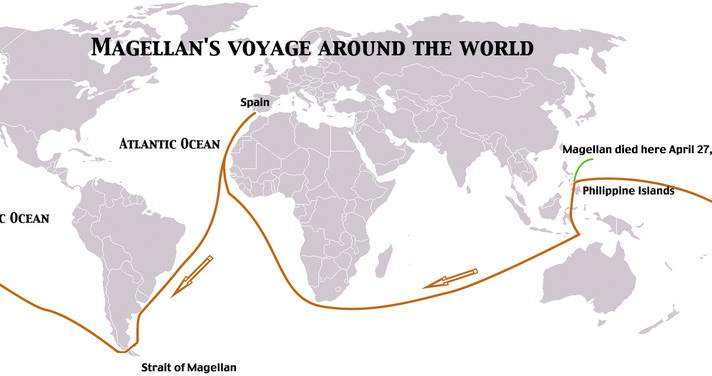 MAGELLAN'S VOYAGE AROUND THE WORLD
Spain
ATLANTIC OCEAN
Magellan died here April 27,
Philippine Islands
C OCEAN
Strait of Magellan